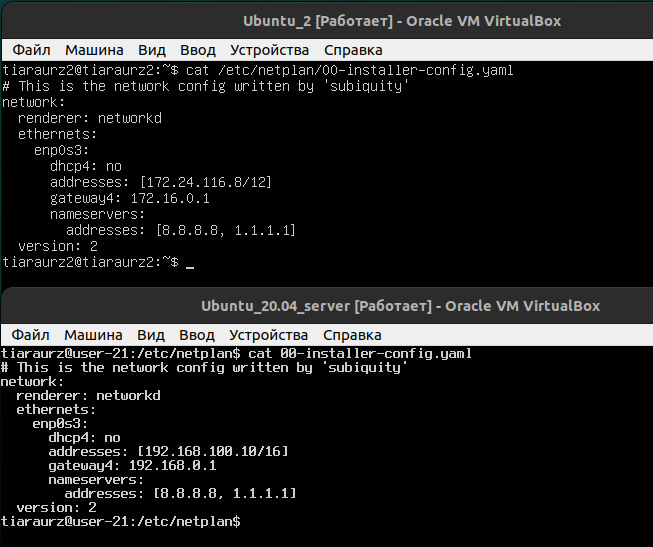 Ubuntu_2 [Работает] - Oracle VM VirtualBox
Файл Машина Вид Ввод Устройства Справка
tiaraurz2@tiaraurz2:~$ cat /etc/netplan/00-installer-config.yaml
# This is the network config written by 'subiquity'
network:
  renderer: networkd
  ethernets:
    enp0s3:
      dhcp4: no
      addresses: [172.24.116.8/12]
      gateway4: 172.16.0.1
      nameservers:
        addresses: [8.8.8.8, 1.1.1.1]
  version: 2
tiaraurz2@tiaraurz2:~$ _
Ubuntu_20.04_server [Работает] - Oracle VM VirtualBox
Файл Машина Вид Ввод Устройства Справка
tiaraurz@user-21:/etc/netplan$ cat 00-installer-config.yaml
# This is the network config written by 'subiquity'
network:
  renderer: networkd
  ethernets:
    enp0s3:
      dhcp4: no
      addresses: [192.168.100.10/16]
      gateway4: 192.168.0.1
      nameservers:
        addresses: [8.8.8.8, 1.1.1.1]
  version: 2
tiaraurz@user-21:/etc/netplan$